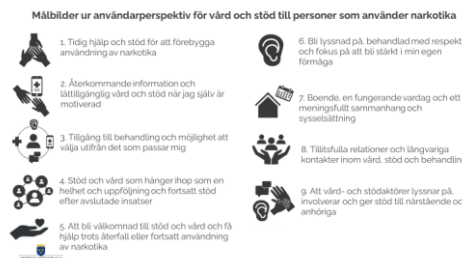 Målbilder ur användarperspektiv för vård och stöd till personer som använder narkotika
1. Tidig hjälp och stöd för att förebygga
användning av narkotika
2. Återkommande information och
lättillgänglig vård och stöd när jag själv är
motiverad
3. Tillgång till behandling och möjlighet att
välja utifrån det som passar mig
4. Stöd och vård som hänger ihop som en
helhet och uppföljning och fortsatt stöd
efter avslutade insatser
5. Att bli välkomnad till stöd och vård och få
hjälp trots återfall eller fortsatt användning
av narkotika
6. Bli lyssnad på, behandlad med respekt
och fokus på att bli stärkt i min egen
förmåga
7. Boende, en fungerande vardag och ett
meningsfullt sammanhang och
sysselsättning
8. Tillitsfulla relationer och långvariga
kontakter inom vård, stöd och behandlin
9. Att vård- och stödaktörer lyssnar på,
involverar och ger stöd till närstående oc
anhöriga